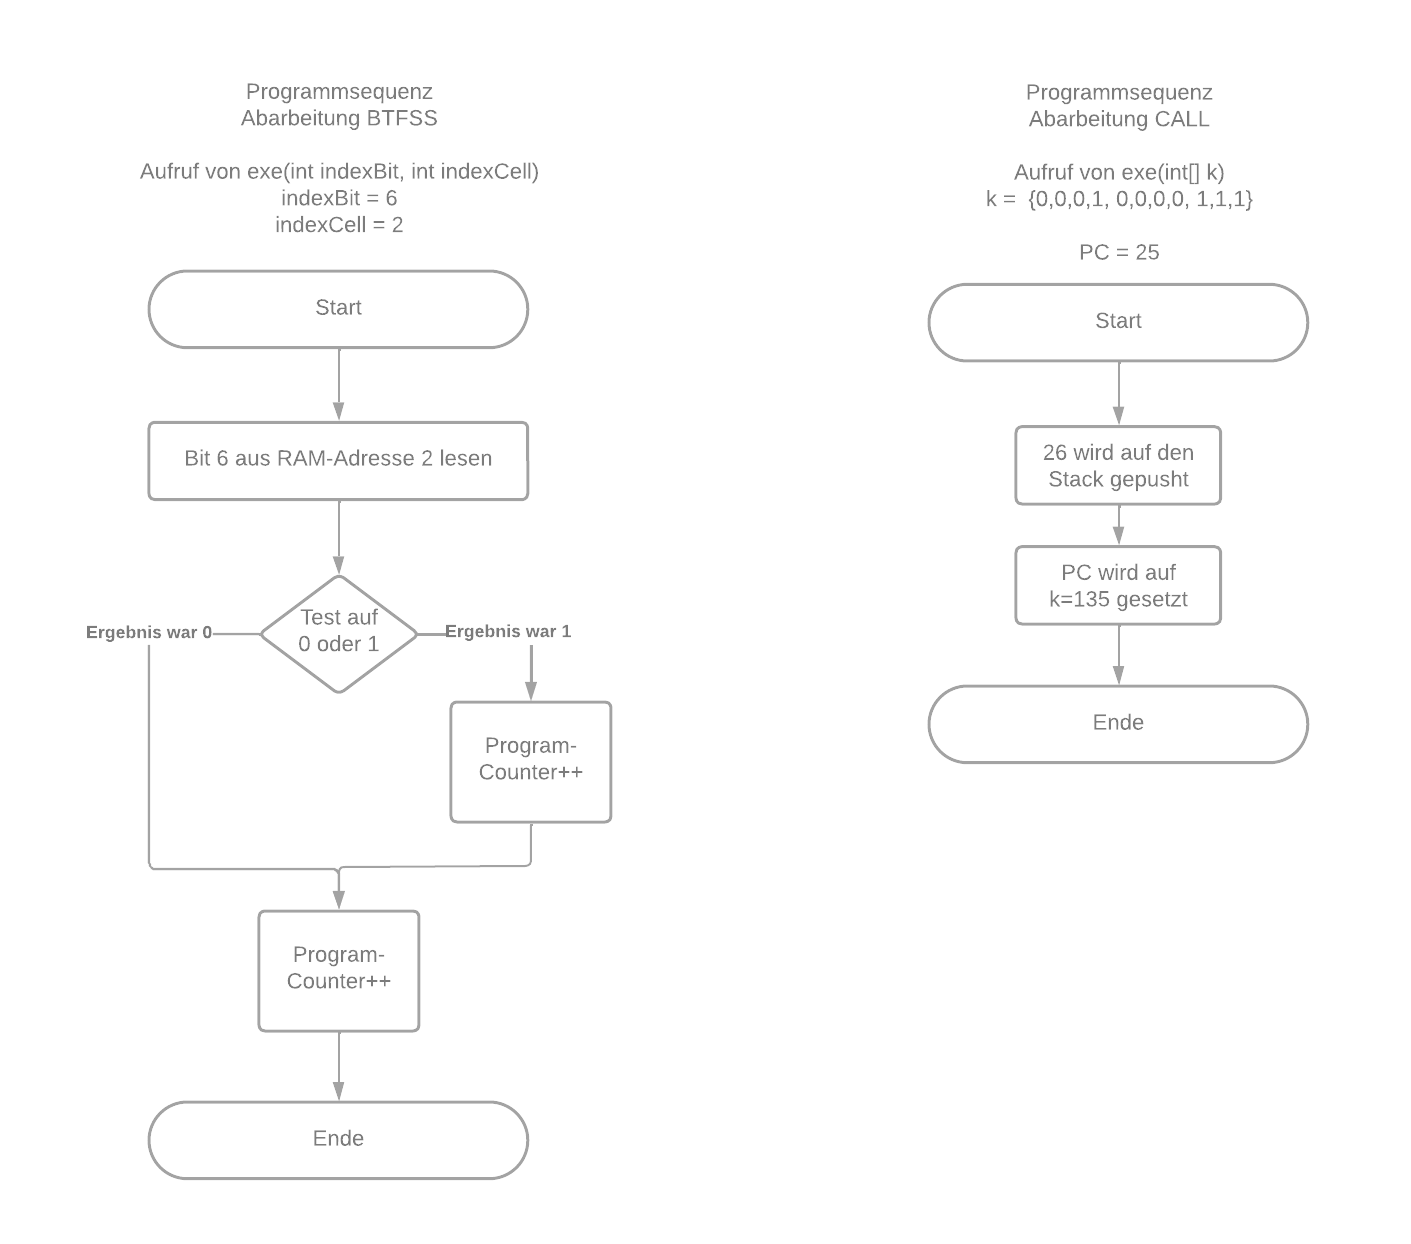 Programmsequenz
Abarbeitung BTFSS
Aufruf von exe(int indexBit, int indexCell)
indexBit = 6
indexCell = 2
Start
Bit 6 aus RAM-Adresse 2 lesen
Test auf
0 oder 1
Ergebnis war 0
Ergebnis war 1
Program-
Counter++
Program-
Counter++
Ende
Programmsequenz
Abarbeitung CALL
Aufruf von exe(int[] k)
k =  {0,0,0,1, 0,0,0,0, 1,1,1}
PC = 25
Start
26 wird auf den
Stack gepusht
PC wird auf
k=135 gesetzt
Ende